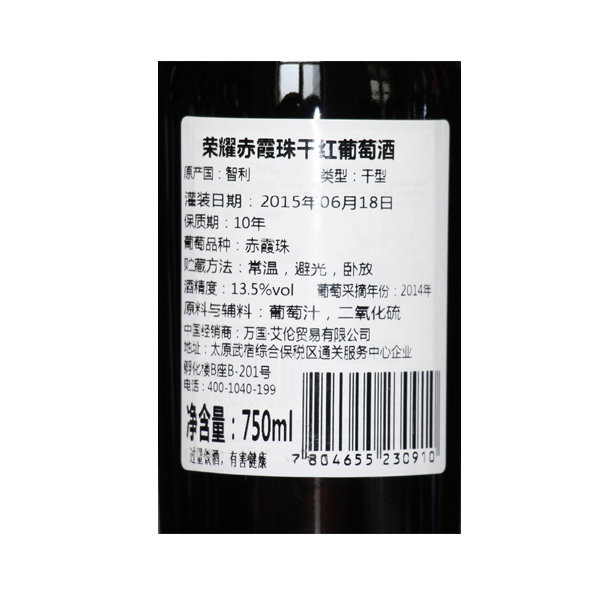 荣耀赤霞珠干红葡萄酒
原产国：智利 类型：干型
灌装日期：2015年06月18日
保质期：10年
葡萄品种：赤霞珠
贮藏方法：常温，避光，卧放
酒精度：13.5%vol 葡萄采摘年份：2014年
原料与辅料：葡萄汁，二氧化硫
中国经销商：万国·艾伦贸易有限公司
地址：太原武宿综合保税区通关服务中心企业
孵化楼B座B-201号
电话：400-1040-199
净含量：750ml
过量饮酒，有害健康
7 804655 230910